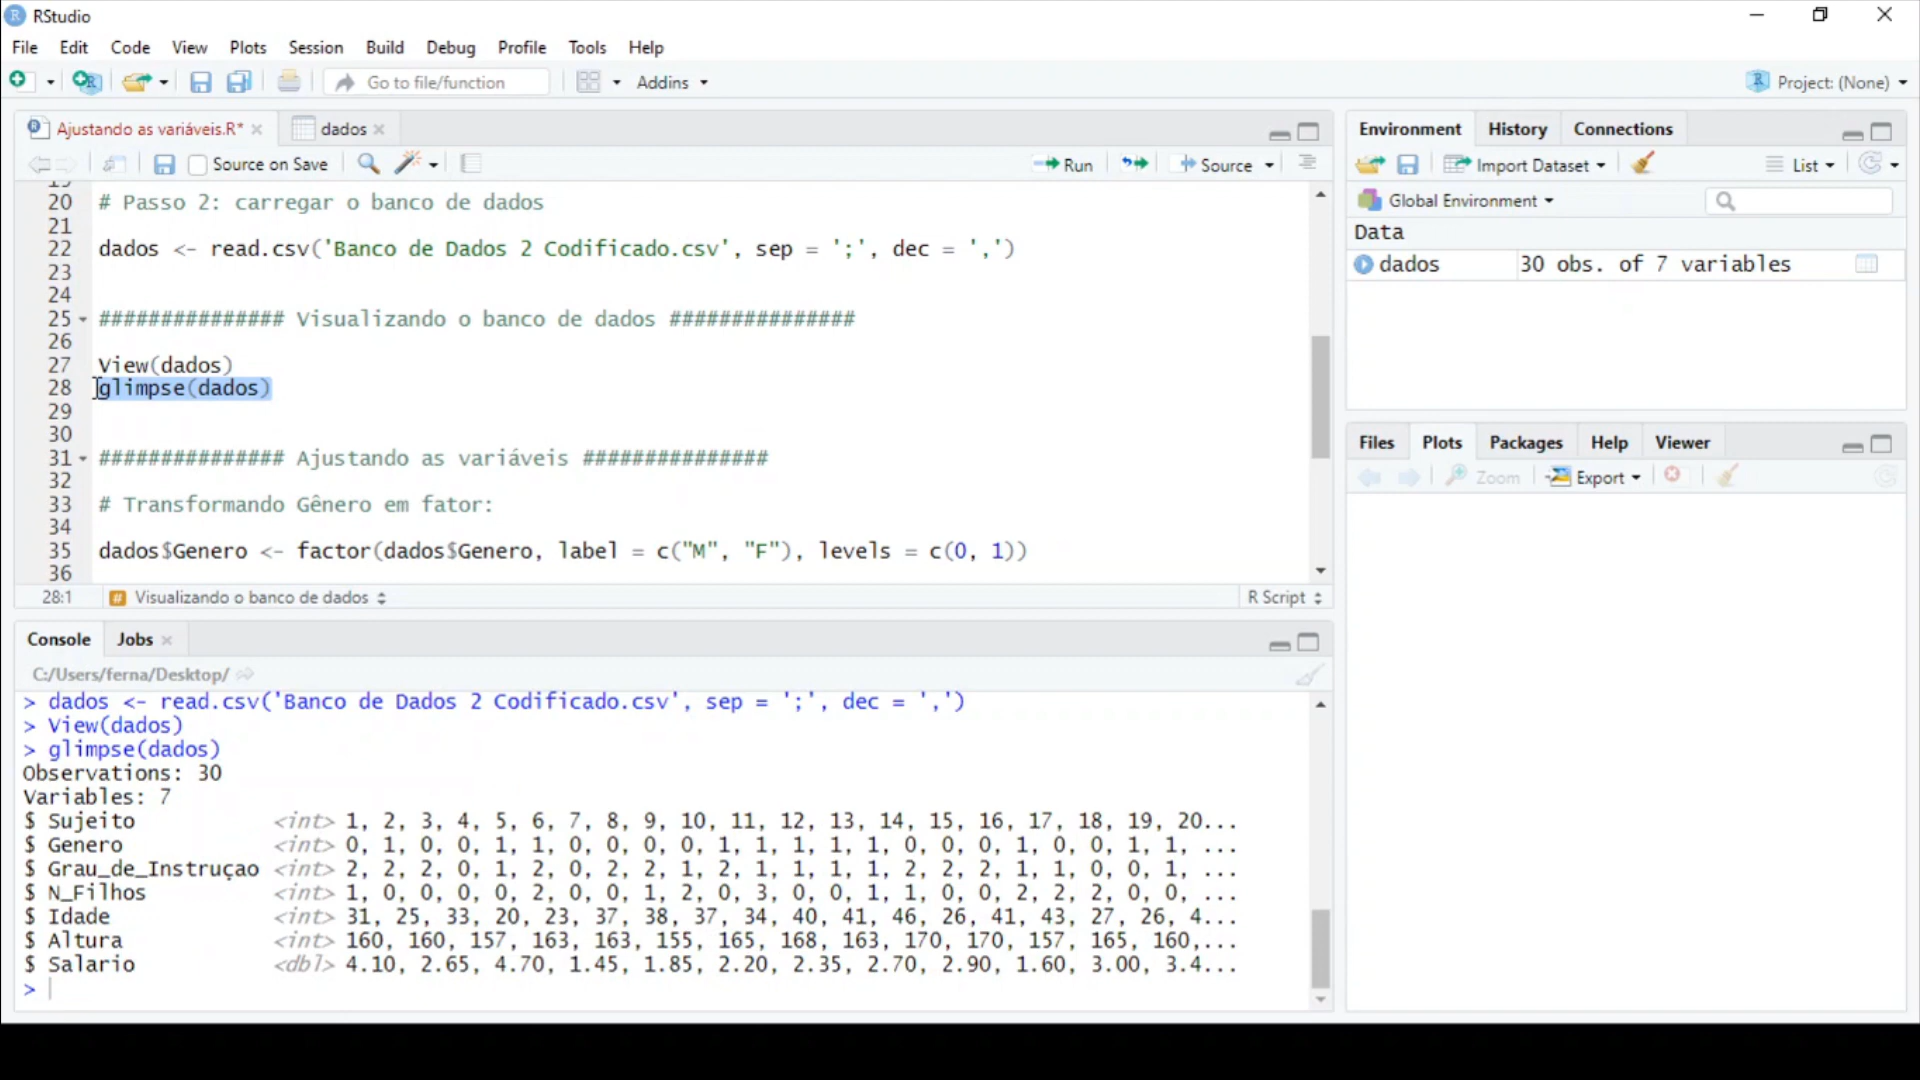 RStudio
File Edit Code View Plots Session Build Debug Profile Tools Help
Go to file/function Addins Project: (None)
Ajustando as variáveis.R* dados
Source on Save Run Source
20 # Passo 2: carregar o banco de dados
21
22 dados <- read.csv('Banco de Dados 2 Codificado.csv', sep = ';', dec = ',')
23
24
25 ############### Visualizando o banco de dados ###############
26
27 View(dados)
28 glimpse(dados)
29
30
31 ############### Ajustando as variáveis ###############
32
33 # Transformando Gênero em fator:
34
35 dados$Genero <- factor(dados$Genero, label = c("M", "F"), levels = c(0, 1))
36
28:1 # Visualizando o banco de dados R Script
Console Jobs
C:/Users/ferna/Desktop/
> dados <- read.csv('Banco de Dados 2 Codificado.csv', sep = ';', dec = ',')
> View(dados)
> glimpse(dados)
Observations: 30
Variables: 7
$ Sujeito <int> 1, 2, 3, 4, 5, 6, 7, 8, 9, 10, 11, 12, 13, 14, 15, 16, 17, 18, 19, 20...
$ Genero <int> 0, 1, 0, 0, 1, 1, 0, 0, 0, 0, 1, 1, 1, 1, 1, 0, 0, 0, 1, 0, 0, 1, 1, ...
$ Grau_de_Instruçao <int> 2, 2, 2, 0, 1, 2, 0, 2, 2, 1, 2, 1, 1, 1, 1, 2, 2, 2, 1, 1, 0, 0, 1, ...
$ N_Filhos <int> 1, 0, 0, 0, 0, 2, 0, 0, 1, 2, 0, 3, 0, 0, 1, 1, 0, 0, 2, 2, 2, 0, 0, ...
$ Idade <int> 31, 25, 33, 20, 23, 37, 38, 37, 34, 40, 41, 46, 26, 41, 43, 27, 26, 4...
$ Altura <int> 160, 160, 157, 163, 163, 155, 165, 168, 163, 170, 170, 157, 165, 160,...
$ Salario <dbl> 4.10, 2.65, 4.70, 1.45, 1.85, 2.20, 2.35, 2.70, 2.90, 1.60, 3.00, 3.4...
>
Environment History Connections
Import Dataset List
Global Environment
Data
dados 30 obs. of 7 variables
Files Plots Packages Help Viewer
Zoom Export